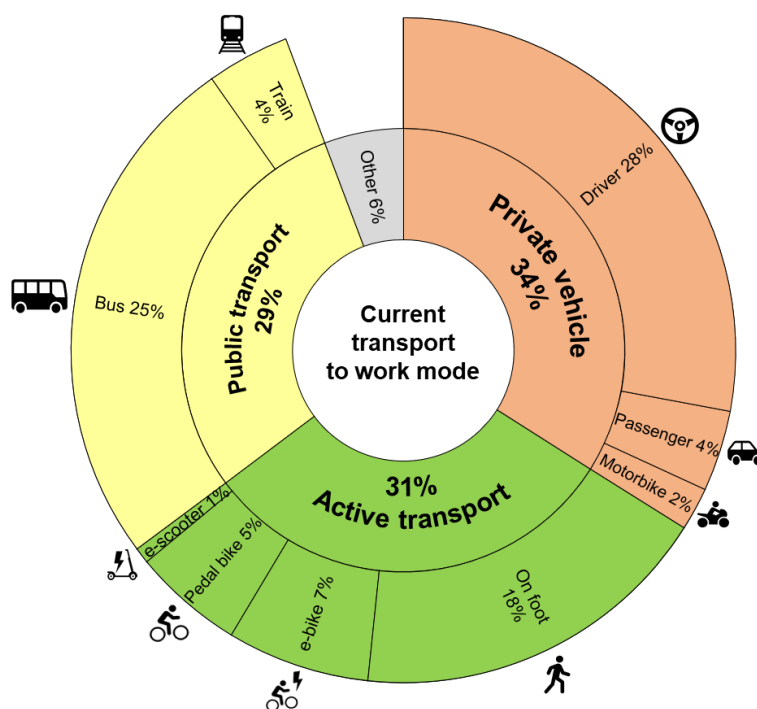 Current
transport
to work mode
Private vehicle
34%
Driver 28%
Passenger 4%
Motorbike 2%
31%
Active transport
On foot
18%
e-bike 7%
Pedal bike 5%
e-scooter 1%
Public transport
29%
Bus 25%
Train
4%
Other 6%